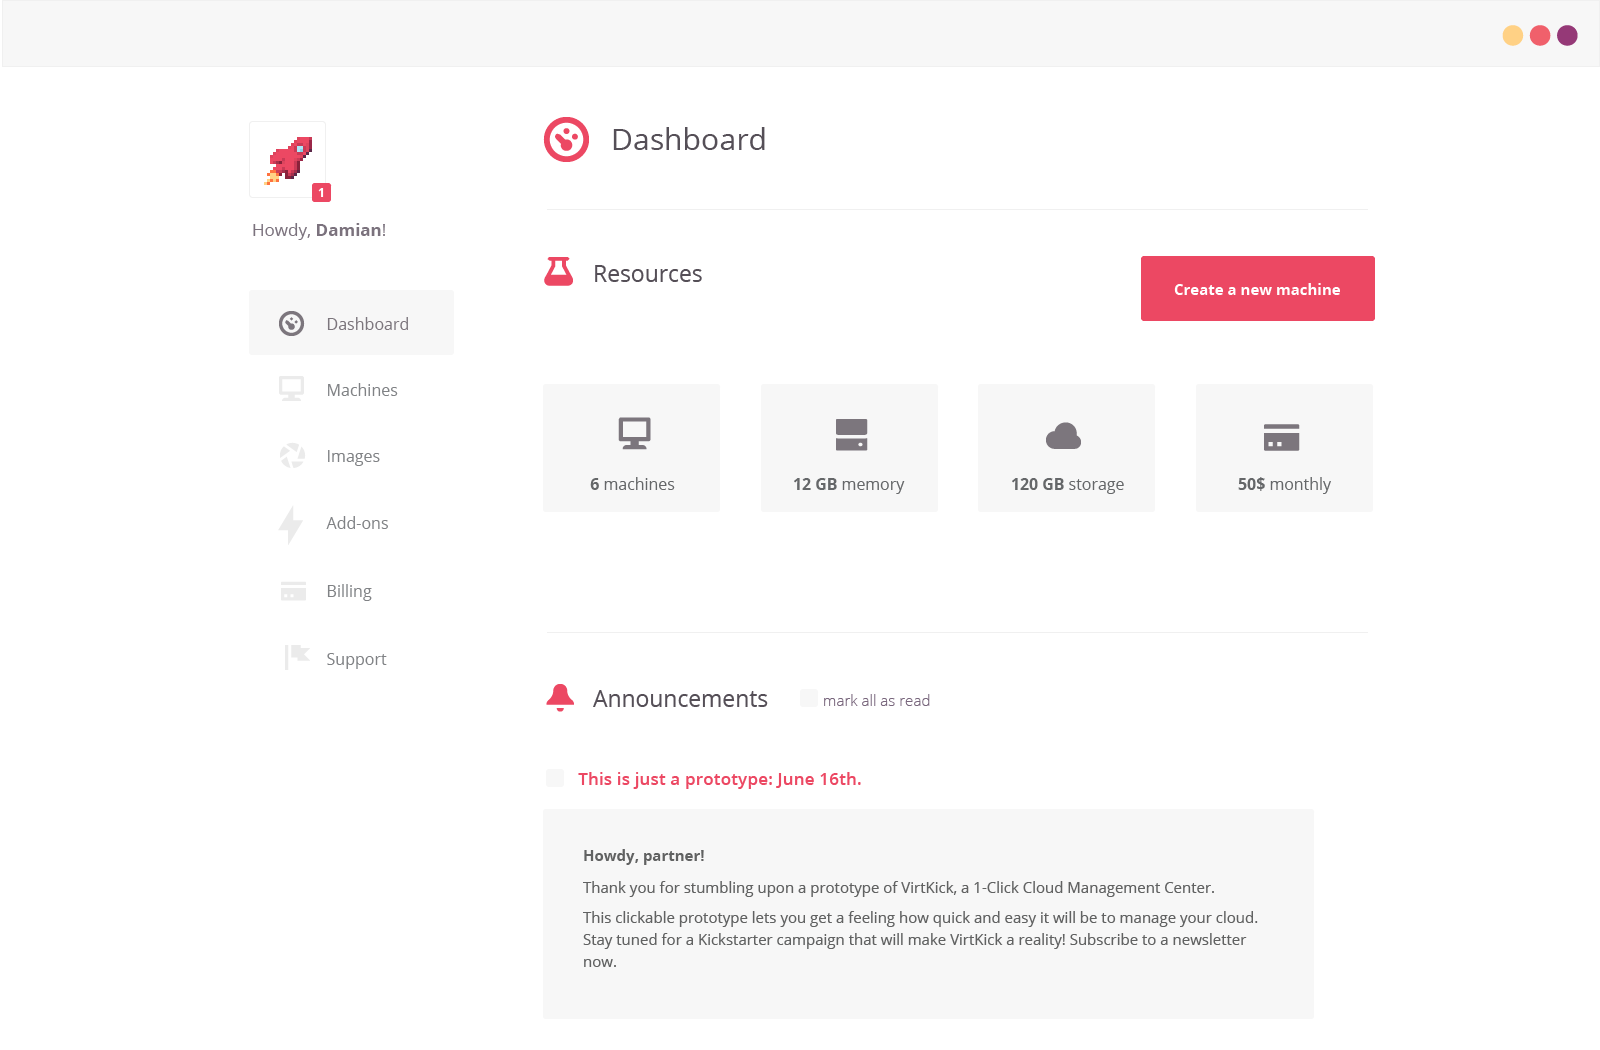 1
Howdy, Damian!
Dashboard
Machines
Images
Add-ons
Billing
Support
Dashboard
Resources
Create a new machine
6 machines
12 GB memory
120 GB storage
50$ monthly
Announcements
mark all as read
This is just a prototype: June 16th.
Howdy, partner!
Thank you for stumbling upon a prototype of VirtKick, a 1-Click Cloud Management Center.
This clickable prototype lets you get a feeling how quick and easy it will be to manage your cloud.
Stay tuned for a Kickstarter campaign that will make VirtKick a reality! Subscribe to a newsletter
now.